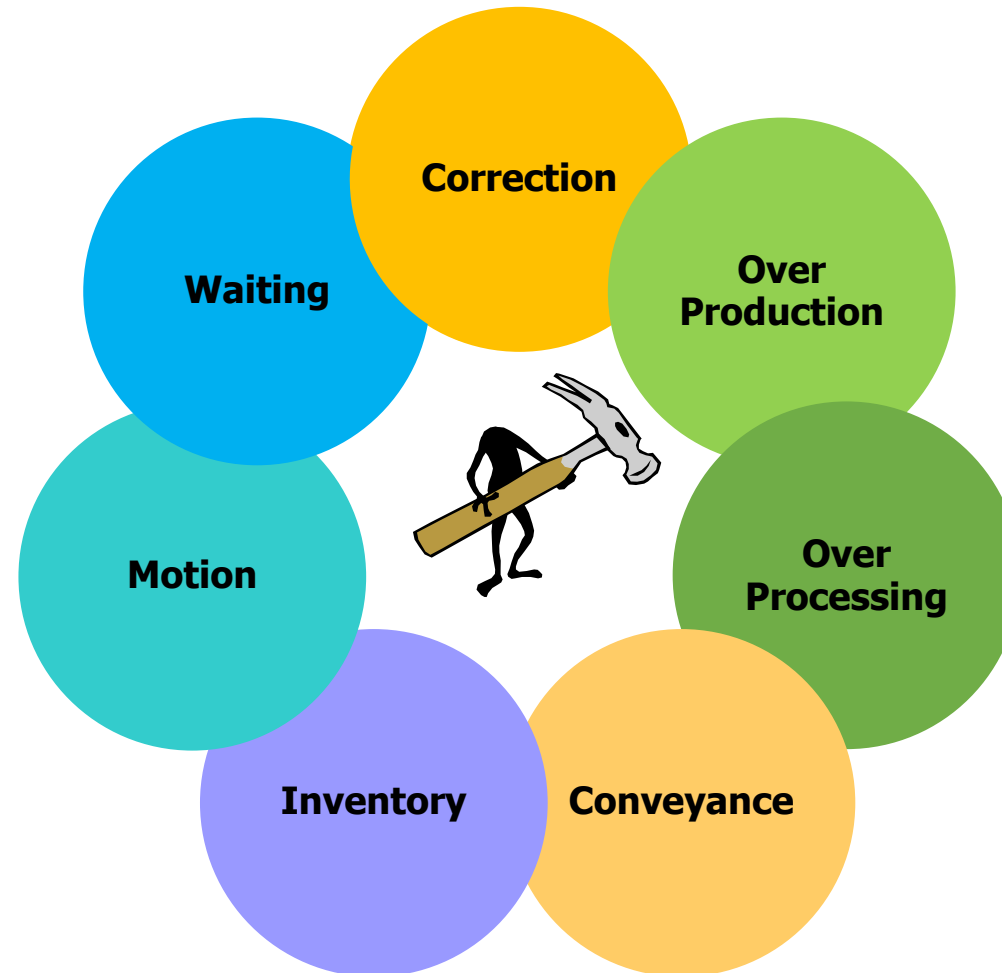 Correction
Over
Production
Over
Processing
Conveyance
Inventory
Motion
Waiting